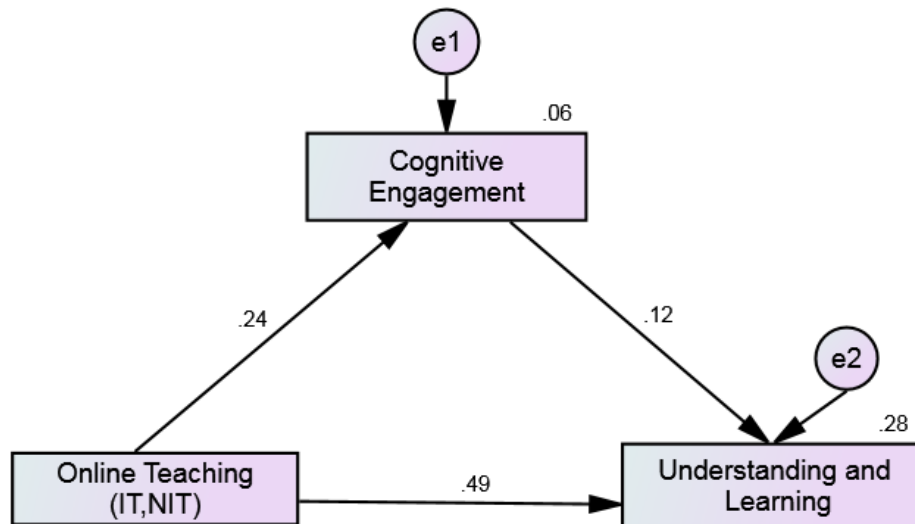 e1
.06
Cognitive
Engagement
.24
.12
e2
.28
Online Teaching
(IT,NIT)
.49
Understanding and
Learning